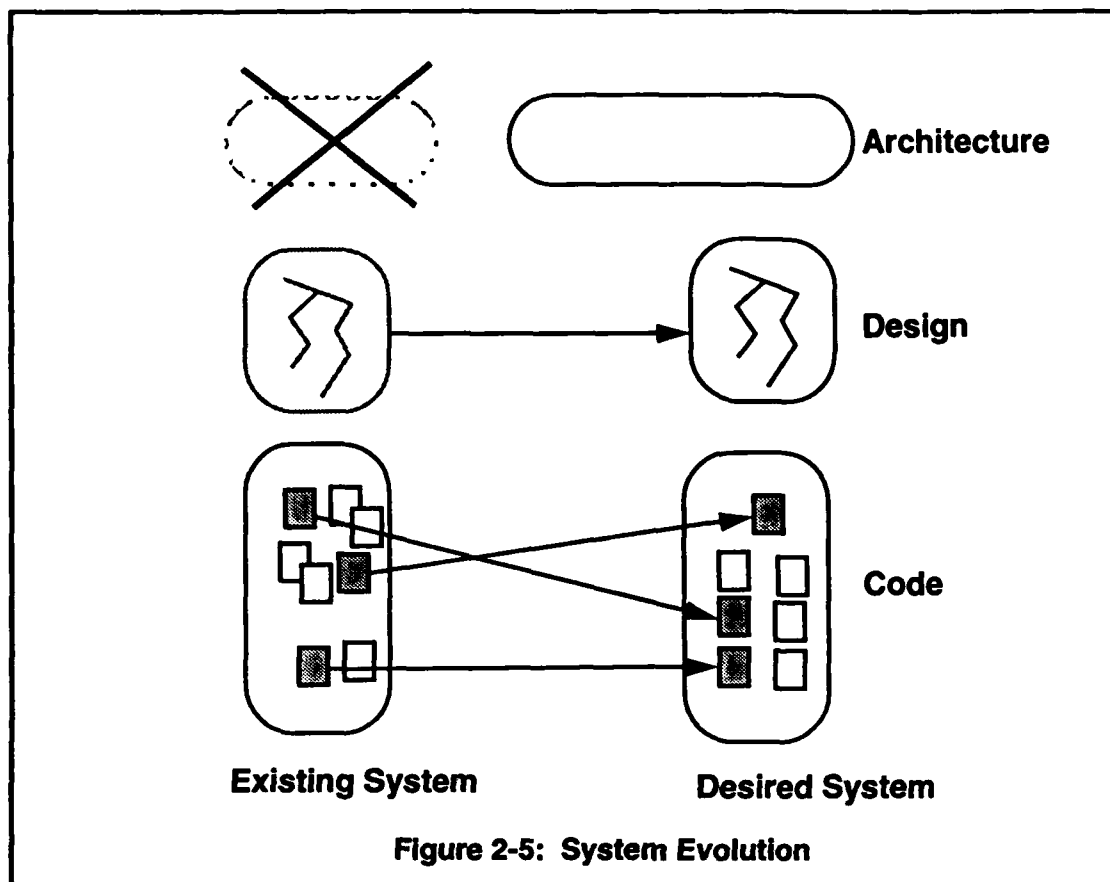 Architecture
Design
Code
Existing System
Desired System
Figure 2-5: System Evolution